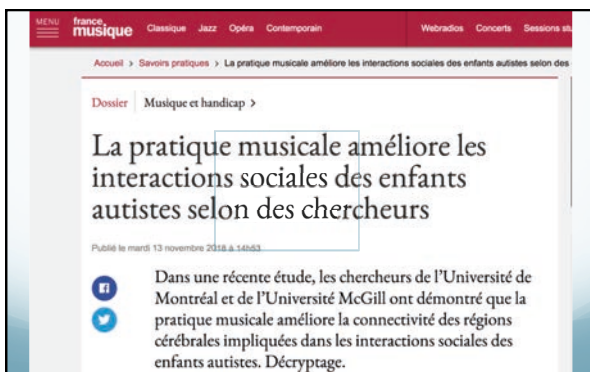 MENU france musique Classique Jazz Opéra Contemporain Webradios Concerts Sessions
Accueil > Savoirs pratiques > La pratique musicale améliore les interactions sociales des enfants autistes selon des
Dossier Musique et handicap >
La pratique musicale améliore les
interactions sociales des enfants
autistes selon des chercheurs
Publié le mardi 13 novembre 2018 à 14h53
Dans une récente étude, les chercheurs de l'Université de
Montréal et de l'Université McGill ont démontré que la
pratique musicale améliore la connectivité des régions
cérébrales impliquées dans les interactions sociales des
enfants autistes. Décryptage.